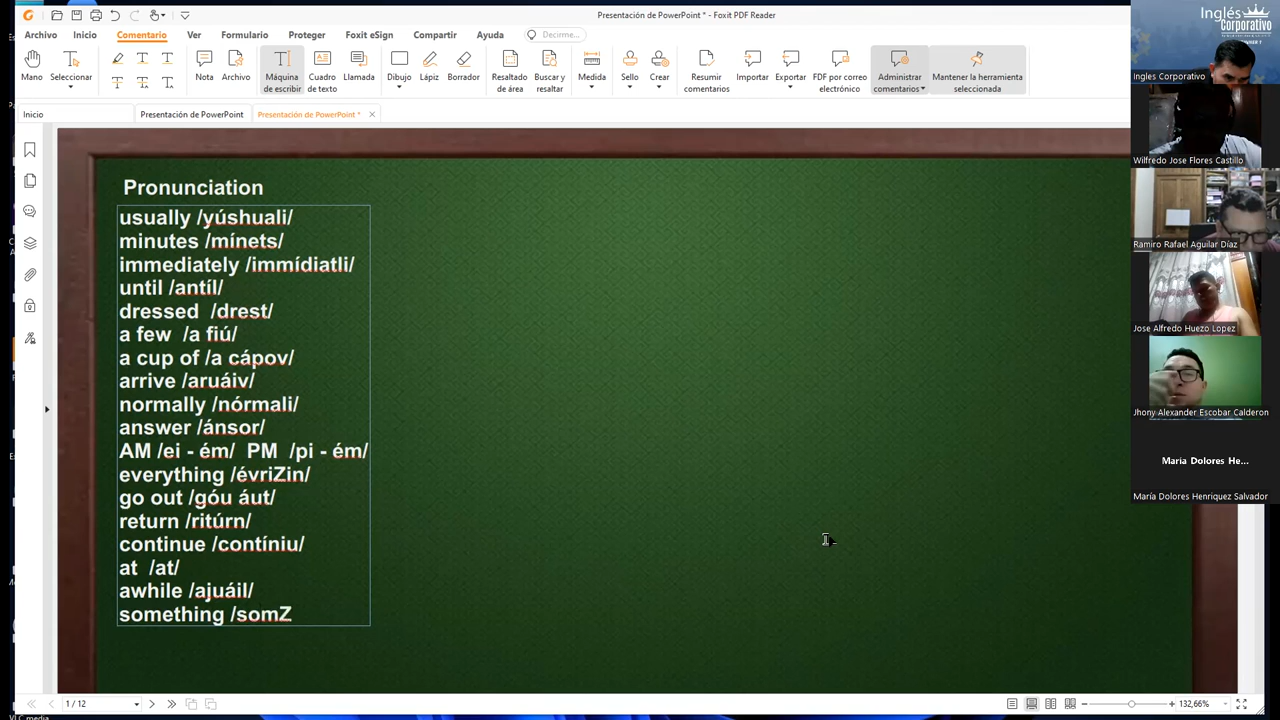 Presentación de PowerPoint * - Foxit PDF Reader
Archivo Inicio Comentario Ver Formulario Proteger Foxit eSign Compartir Ayuda Decirme...
Mano Seleccionar Nota Archivo Máquina de escribir Cuadro de texto Llamada Dibujo Lápiz Borrador Resaltado de área Buscar y resaltar Medida Sello Crear Resumir comentarios Importar Exportar PDF por correo electrónico Administrar comentarios Mantener la herramienta seleccionada
Inicio Presentación de PowerPoint Presentación de PowerPoint *
Pronunciation
usually /yúshuali/
minutes /mínets/
immediately /immídiatli/
until /antíl/
dressed /drest/
a few /a fiú/
a cup of /a cápov/
arrive /aruáiv/
normally /nórmali/
answer /ánsor/
AM /ei - ém/ PM /pi - ém/
everything /évriZin/
go out /góu áut/
return /ritúrn/
continue /contíniu/
at /at/
awhile /ajuáil/
something /somZ
Inglés
Corporativo
Ingles Corporativo
Wilfredo Jose Flores Castillo
Ramiro Rafael Aguilar Díaz
Jose Alfredo Huezo Lopez
Jhony Alexander Escobar Calderon
Maria Dolores He...
María Dolores Henriquez Salvador
1 / 12
132,66%
VLC media